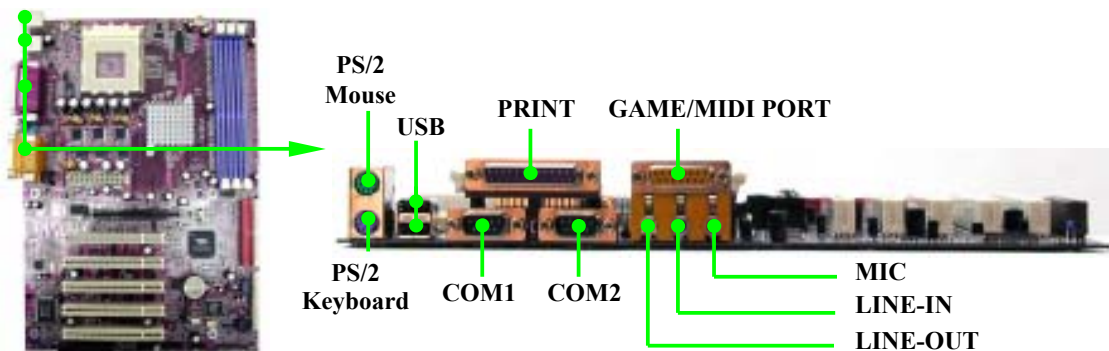 PS/2
Mouse
USB
PRINT
GAME/MIDI PORT
PS/2
Keyboard
COM1
COM2
MIC
LINE-IN
LINE-OUT